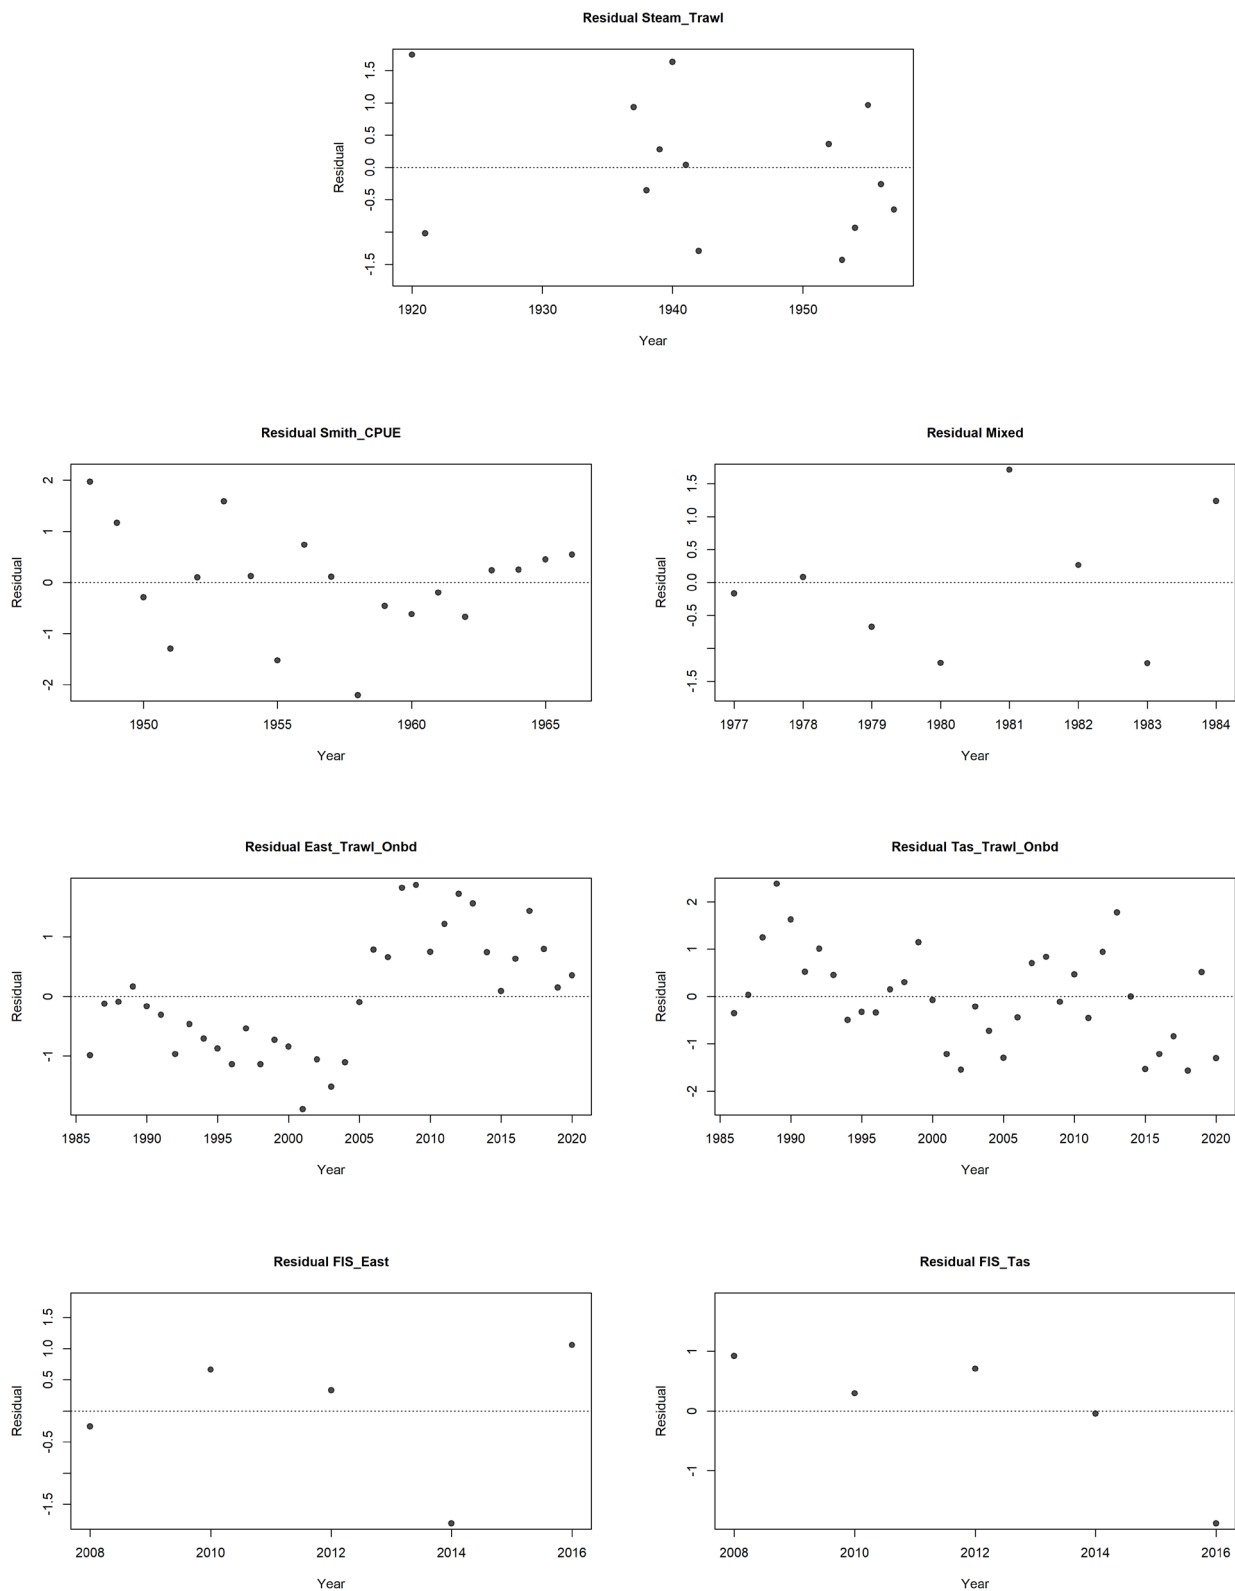 Residual Steam_Trawl
Residual
1.5
1.0
0.5
0.0
-0.5
-1.5
1920 1930 1940 1950
Year
Residual Smith_CPUE
Residual
2
1
0
-1
-2
1950 1955 1960 1965
Year
Residual Mixed
Residual
1.5
1.0
0.5
0.0
-0.5
-1.5
1977 1978 1979 1980 1981 1982 1983 1984
Year
Residual East_Trawl_Onbd
Residual
1
0
-1
1985 1990 1995 2000 2005 2010 2015 2020
Year
Residual Tas_Trawl_Onbd
Residual
2
1
0
-1
-2
1985 1990 1995 2000 2005 2010 2015 2020
Year
Residual FIS_East
Residual
1.5
1.0
0.5
-0.5
-1.5
2008 2010 2012 2014 2016
Year
Residual FIS_Tas
Residual
1
0
-1
2008 2010 2012 2014 2016
Year